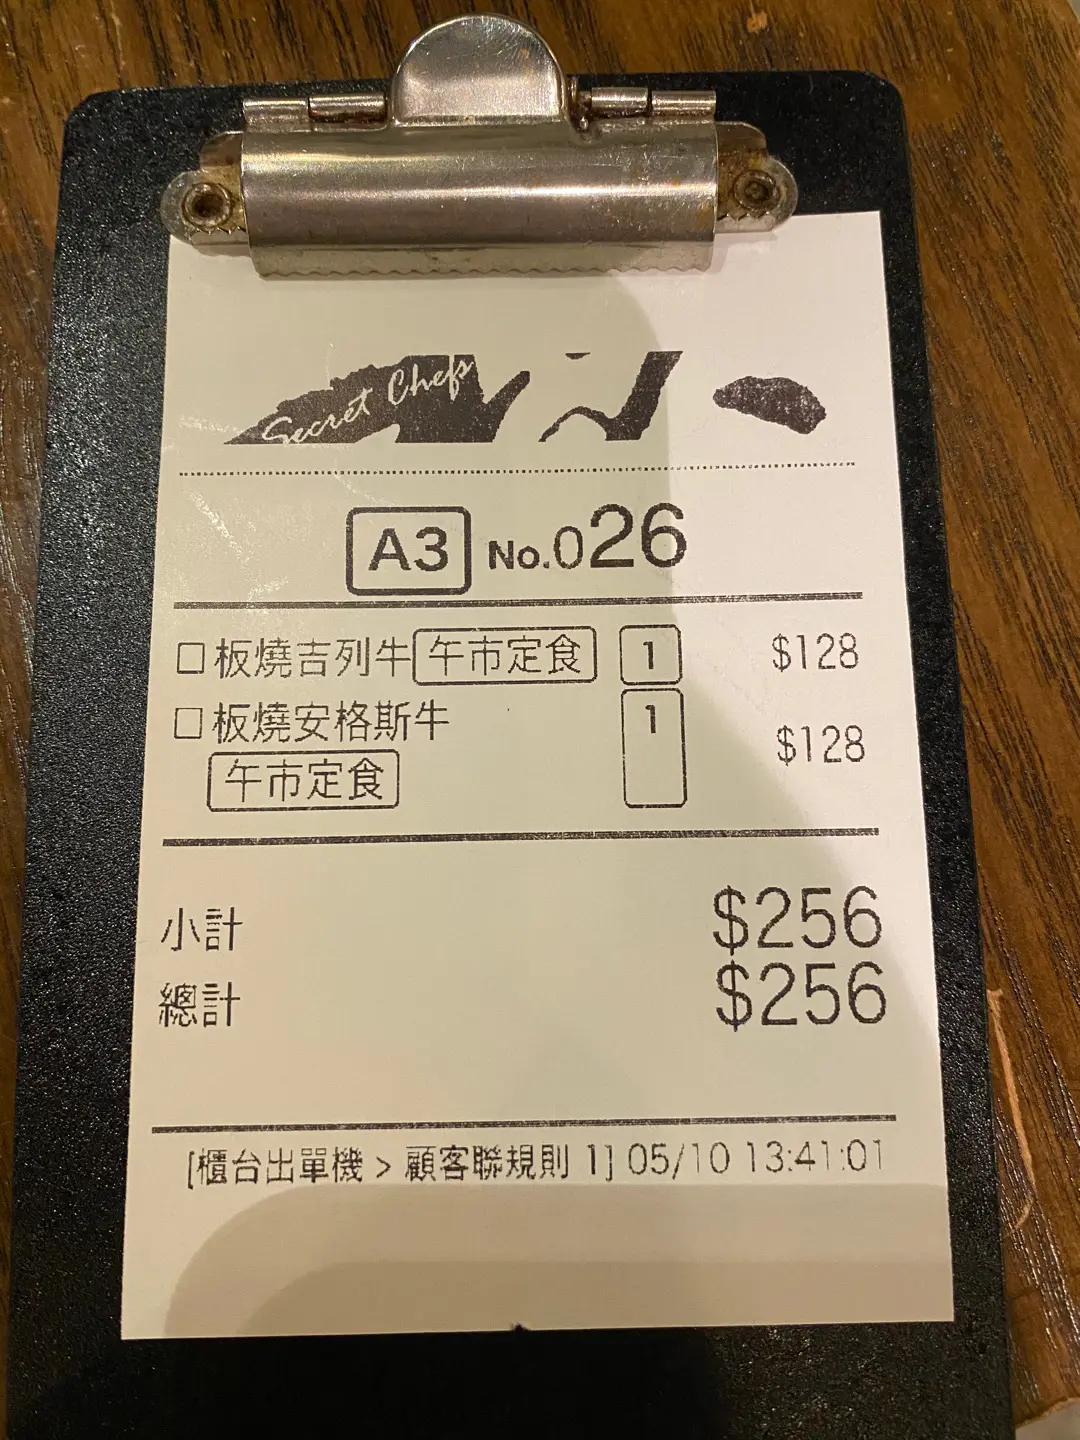 Secret Chefs
A3 No.026
板燒吉列牛 午市定食 1 $128
板燒安格斯牛 1 $128
午市定食
小計 $256
總計 $256
[櫃台出單機 > 顧客聯規則 1] 05/10 13:41:01